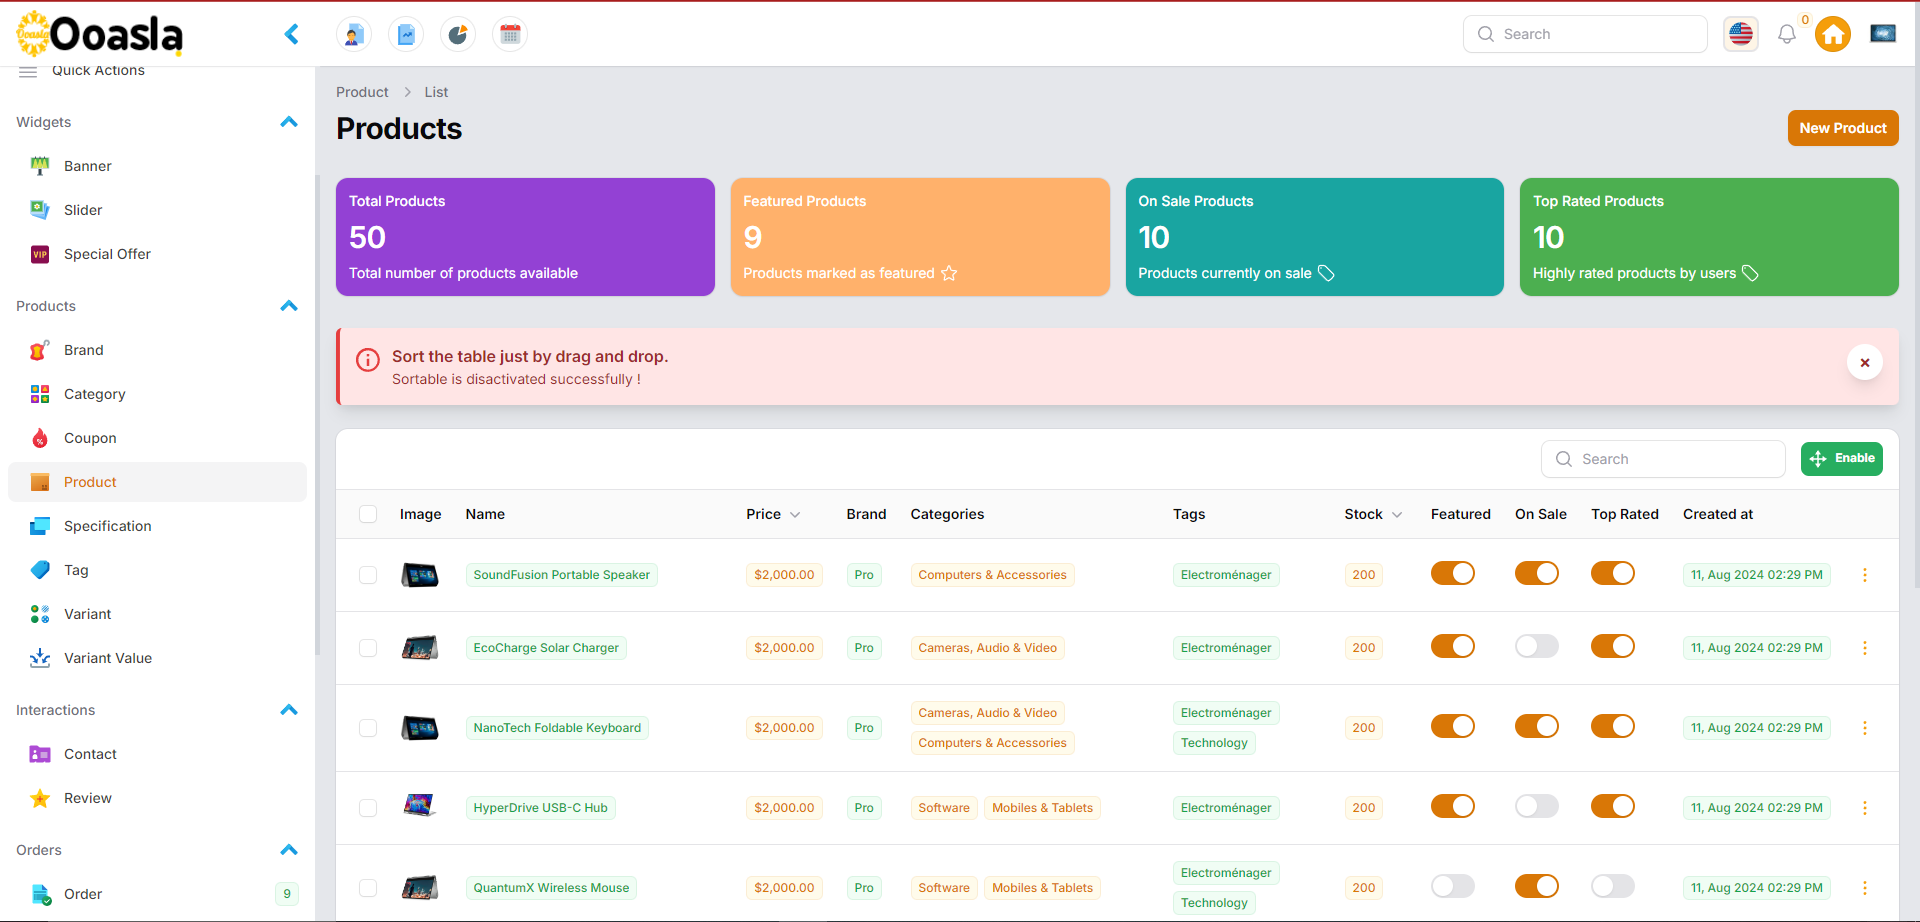 Ooasla
Search
0
Quick Actions
Widgets
Banner
Slider
VIP
Special Offer
Products
Brand
Category
Coupon
Product
Specification
Tag
Variant
Variant Value
Interactions
Contact
Review
Orders
Order
9
Product > List
Products
New Product
Total Products
50
Total number of products available
Featured Products
9
Products marked as featured
On Sale Products
10
Products currently on sale
Top Rated Products
10
Highly rated products by users
Sort the table just by drag and drop.
Sortable is disactivated successfully !
Search
Enable
Image Name Price Brand Categories Tags Stock Featured On Sale Top Rated Created at
SoundFusion Portable Speaker $2,000.00 Pro Computers & Accessories Electroménager 200 11, Aug 2024 02:29 PM
EcoCharge Solar Charger $2,000.00 Pro Cameras, Audio & Video Electroménager 200 11, Aug 2024 02:29 PM
Cameras, Audio & Video Electroménager
NanoTech Foldable Keyboard $2,000.00 Pro 200 11, Aug 2024 02:29 PM
Computers & Accessories Technology
HyperDrive USB-C Hub $2,000.00 Pro Software Mobiles & Tablets Electroménager 200 11, Aug 2024 02:29 PM
Electroménager
QuantumX Wireless Mouse $2,000.00 Pro Software Mobiles & Tablets 200 11, Aug 2024 02:29 PM
Technology